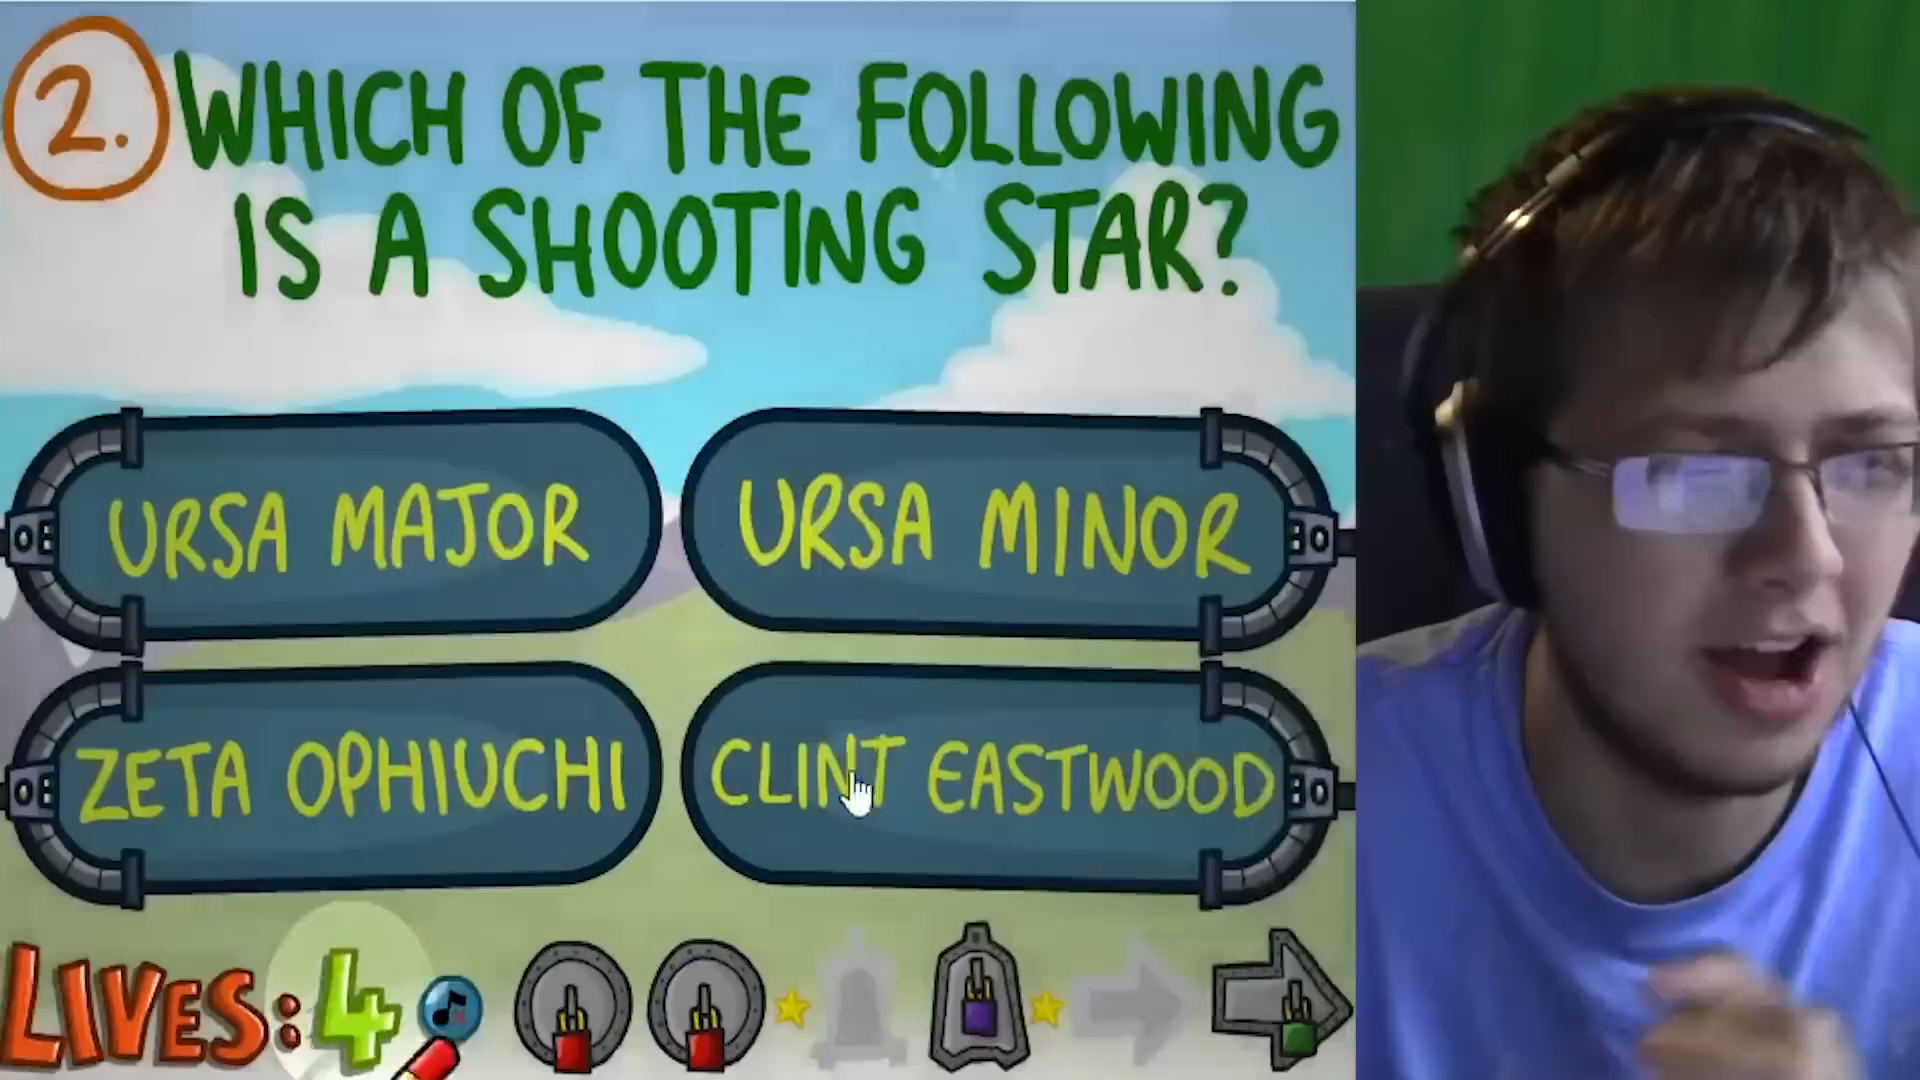 2. WHICH OF THE FOLLOWING
IS A SHOOTING STAR?
URSA MAJOR
URSA MINOR
ZETA OPHIUCHI
CLINT EASTWOOD
LIVES: 4